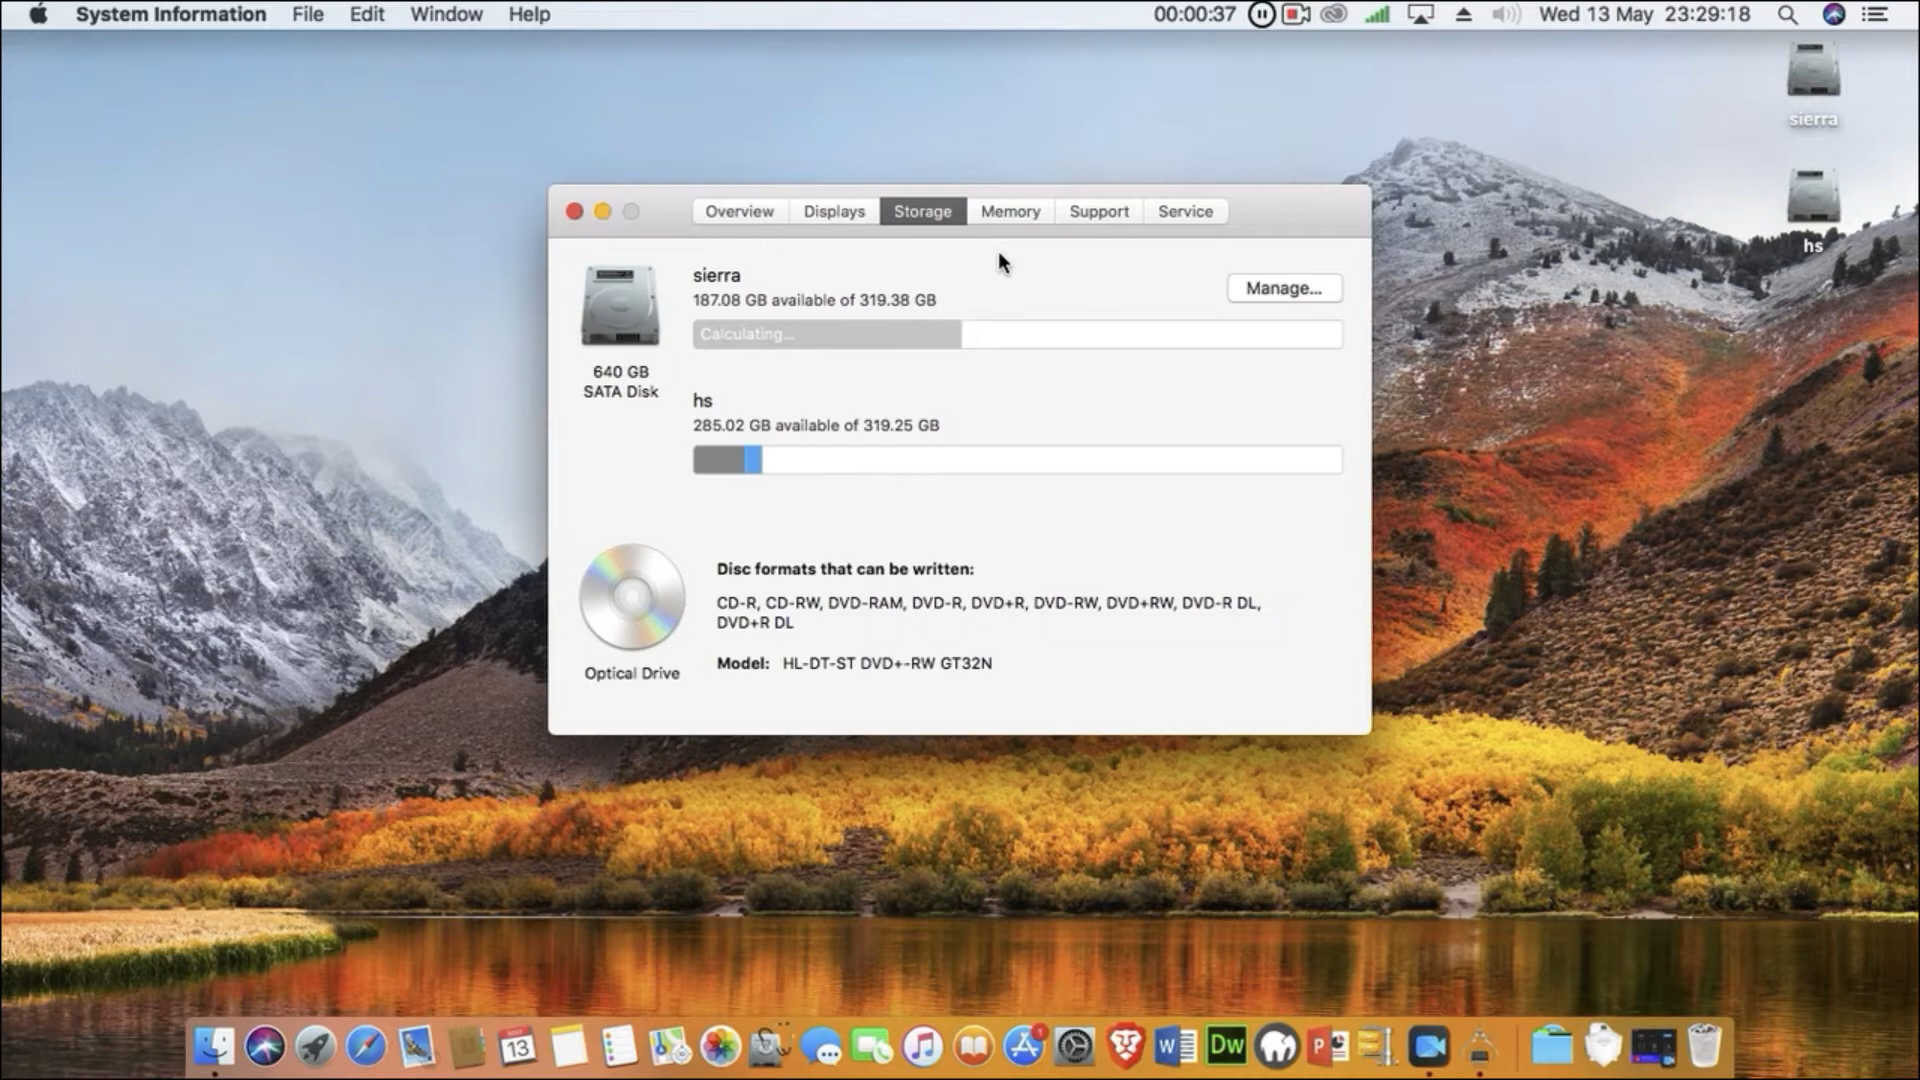 System Information File Edit Window Help 00:00:37 Wed 13 May 23:29:18
sierra
hs
Overview Displays Storage Memory Support Service
sierra
187.08 GB available of 319.38 GB
Manage...
Calculating...
640 GB
SATA Disk
hs
285.02 GB available of 319.25 GB
Disc formats that can be written:
CD-R, CD-RW, DVD-RAM, DVD-R, DVD+R, DVD-RW, DVD+RW, DVD-R DL,
DVD+R DL
Model: HL-DT-ST DVD+-RW GT32N
Optical Drive
MAY
13
1
W
Dw
P